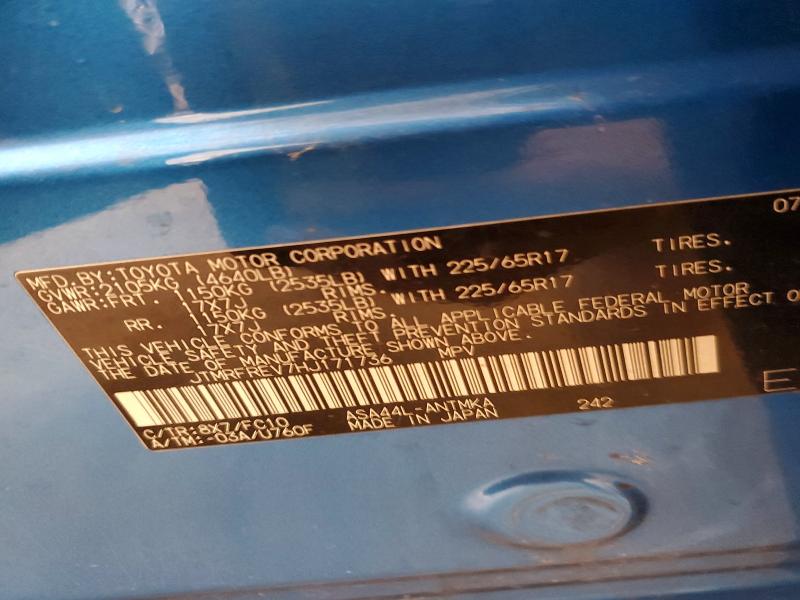 07
MFD. BY: TOYOTA MOTOR CORPORATION
GVWR: 2105KG (4640LB)
GAWR: FRT. 1150KG (2535LB) WITH 225/65R17 TIRES.
17X7J RIMS.
RR. 1150KG (2535LB) WITH 225/65R17 TIRES.
17X7J RIMS.
THIS VEHICLE CONFORMS TO ALL APPLICABLE FEDERAL MOTOR
VEHICLE SAFETY AND THEFT PREVENTION STANDARDS IN EFFECT O
THE DATE OF MANUFACTURE SHOWN ABOVE.
JTMRFREV7HJ171736 MPV
C/TR: 8X7/FC10 ASA44L-ANTMKA 242
A/TM: -03A/U760F MADE IN JAPAN
E